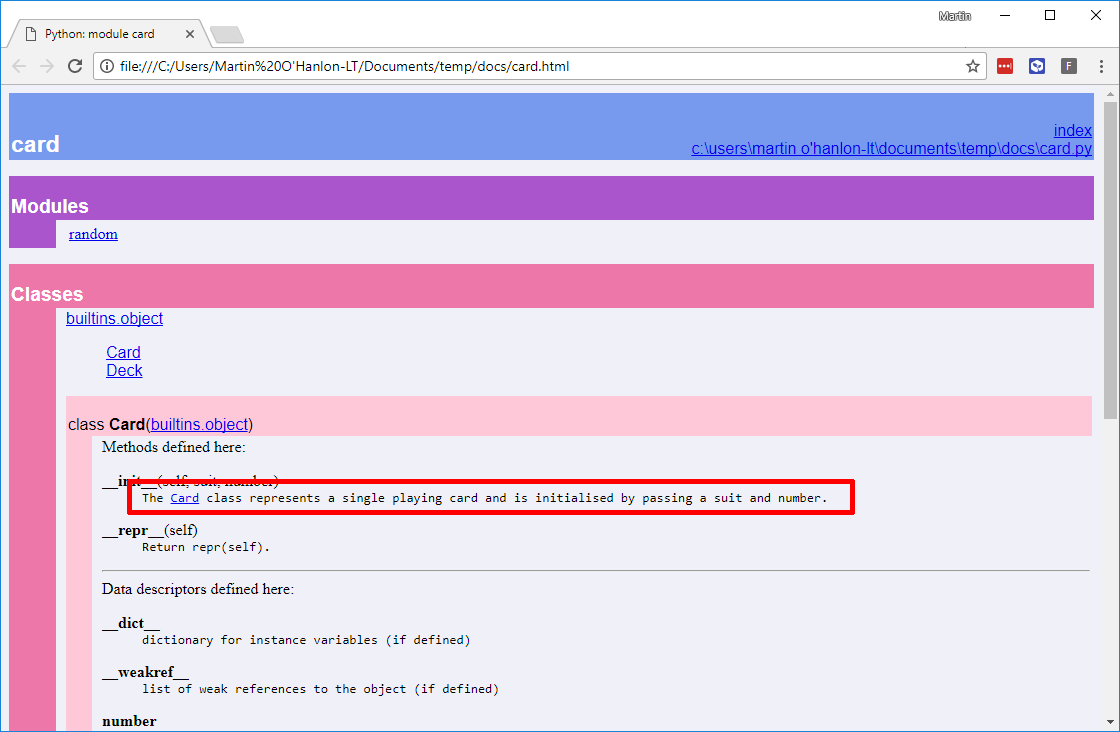 Martin
Python: module card
file:///C:/Users/Martin%20O'Hanlon-LT/Documents/temp/docs/card.html
F
card
index
c:\users\martin o'hanlon-lt\documents\temp\docs\card.py
Modules
random
Classes
builtins.object
Card
Deck
class Card(builtins.object)
Methods defined here:
__init__(self, suit, number)
The Card class represents a single playing card and is initialised by passing a suit and number.
__repr__(self)
Return repr(self).
Data descriptors defined here:
__dict__
dictionary for instance variables (if defined)
__weakref__
list of weak references to the object (if defined)
number